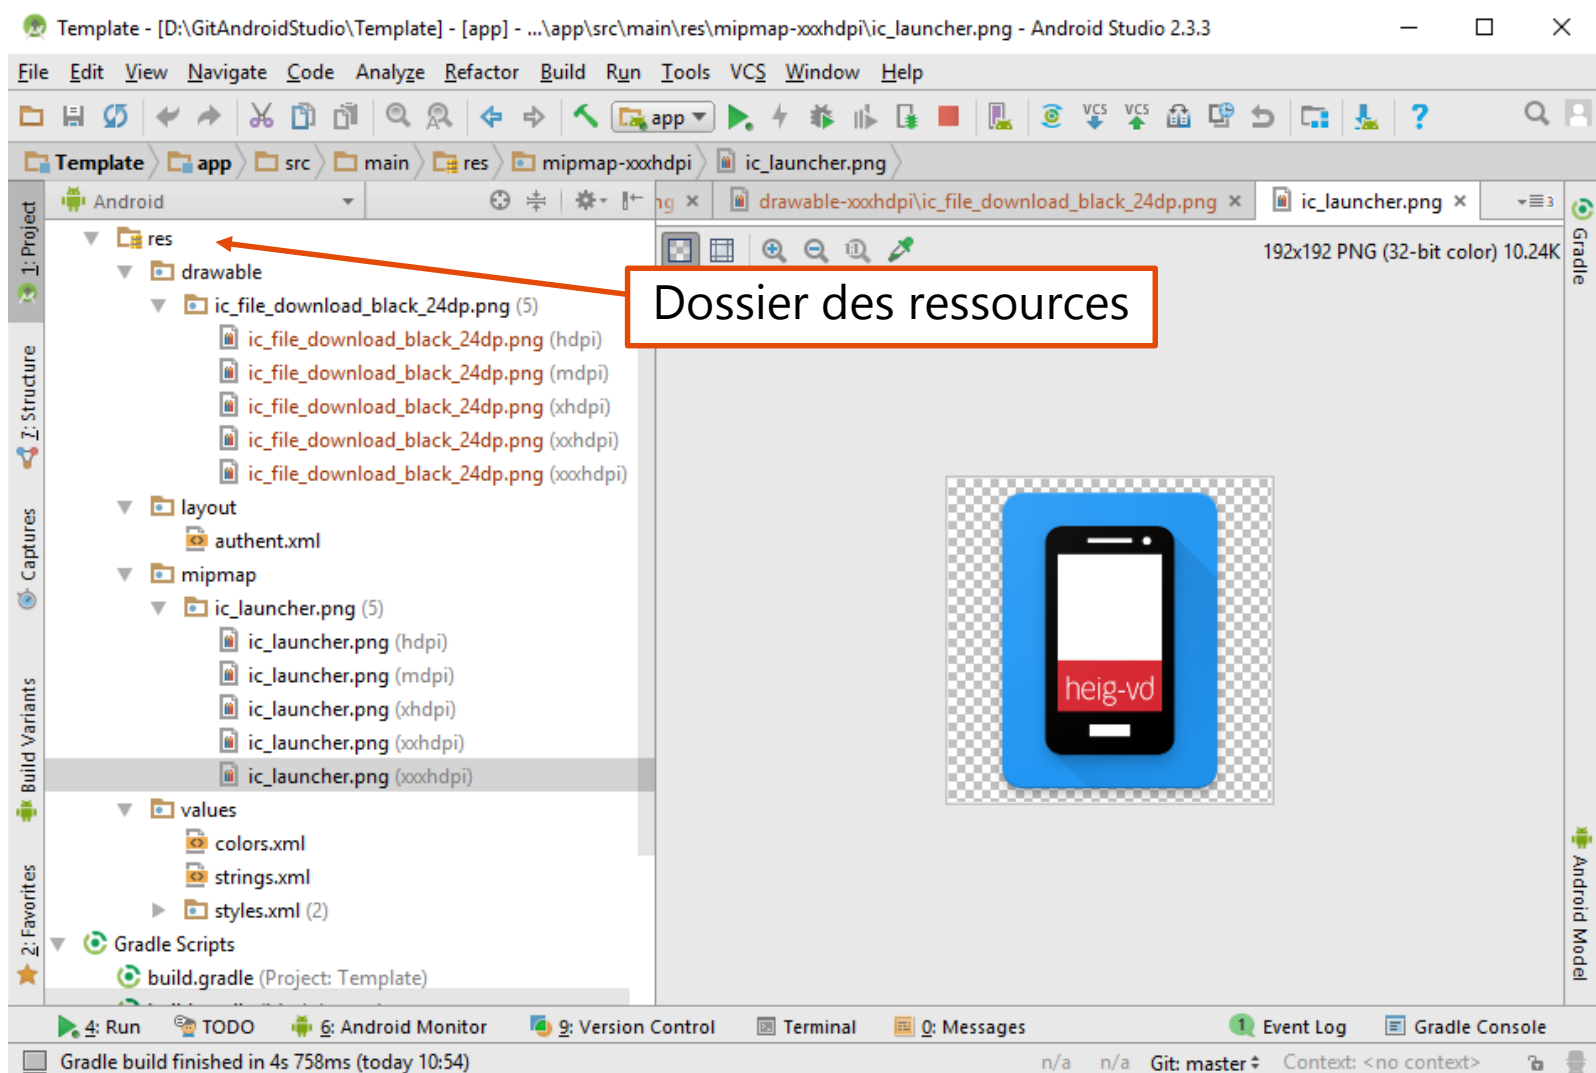 Template - [D:\GitAndroidStudio\Template] - [app] - ...\app\src\main\res\mipmap-xxxhdpi\ic_launcher.png - Android Studio 2.3.3
File Edit View Navigate Code Analyze Refactor Build Run Tools VCS Window Help
app VCS VCS ?
Template app src main res mipmap-xxxhdpi ic_launcher.png
Android
ng drawable-xxxhdpi\ic_file_download_black_24dp.png ic_launcher.png 3
192x192 PNG (32-bit color) 10.24K
res
drawable
ic_file_download_black_24dp.png (5)
ic_file_download_black_24dp.png (hdpi)
ic_file_download_black_24dp.png (mdpi)
ic_file_download_black_24dp.png (xhdpi)
ic_file_download_black_24dp.png (xxhdpi)
ic_file_download_black_24dp.png (xxxhdpi)
layout
authent.xml
mipmap
ic_launcher.png (5)
ic_launcher.png (hdpi)
ic_launcher.png (mdpi)
ic_launcher.png (xhdpi)
ic_launcher.png (xxhdpi)
ic_launcher.png (xxxhdpi)
values
colors.xml
strings.xml
styles.xml (2)
Gradle Scripts
build.gradle (Project: Template)
Dossier des ressources
heig-vd
1: Project
7: Structure
Captures
Build Variants
2: Favorites
Gradle
Android Model
4: Run TODO 6: Android Monitor 9: Version Control Terminal 0: Messages 1 Event Log Gradle Console
Gradle build finished in 4s 758ms (today 10:54) n/a n/a Git: master Context: <no context>